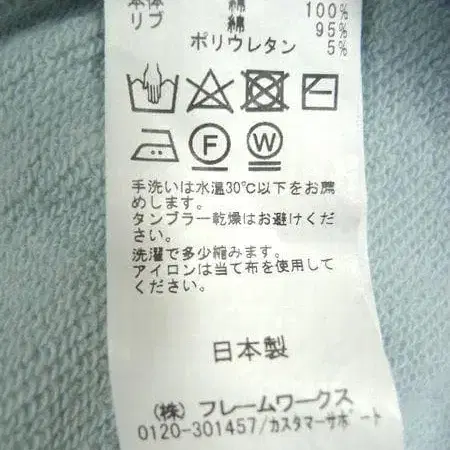 本体 綿 100%
リブ 綿 95%
ポリウレタン 5%
F W
手洗いは水温30℃以下をお薦
めします。
タンブラー乾燥はお避けくださ
い。
洗濯で多少縮みます。
アイロンは当て布を使用して
ください。
日本製
(株) フレームワークス
0120-301457/カスタマーサポート